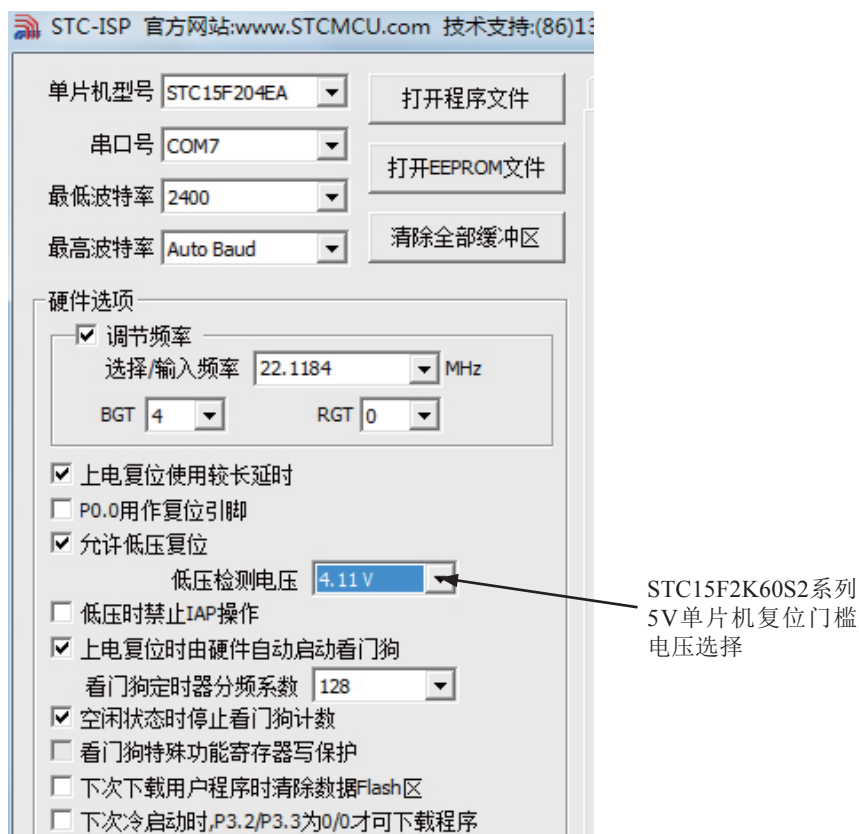 STC-ISP 官方网站:www.STCMCU.com 技术支持:(86)13
单片机型号 STC15F204EA 打开程序文件
串口号 COM7
打开EEPROM文件
最低波特率 2400
最高波特率 Auto Baud 清除全部缓冲区
硬件选项
调节频率
选择/输入频率 22.1184 MHz
BGT 4 RGT 0
上电复位使用较长延时
P0.0用作复位引脚
允许低压复位
低压检测电压 4.11 V
低压时禁止IAP操作
上电复位时由硬件自动启动看门狗
看门狗定时器分频系数 128
空闲状态时停止看门狗计数
看门狗特殊功能寄存器写保护
下次下载用户程序时清除数据Flash区
下次冷启动时,P3.2/P3.3为0/0才可下载程序
STC15F2K60S2系列
5V单片机复位门槛
电压选择